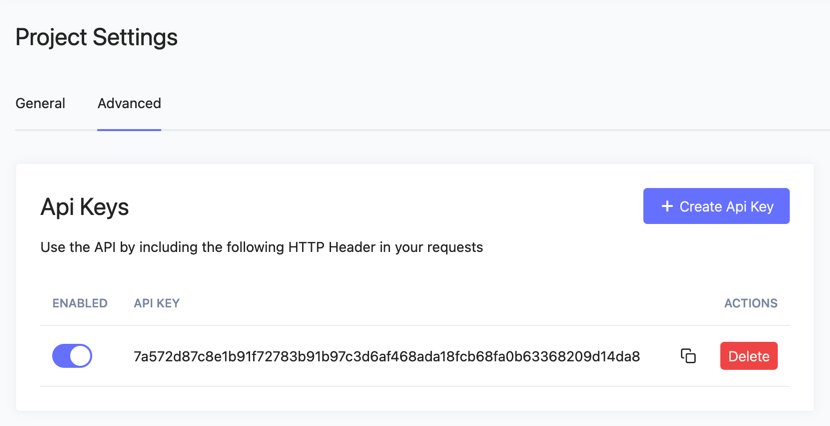 Project Settings
General Advanced
Api Keys
+ Create Api Key
Use the API by including the following HTTP Header in your requests
ENABLED API KEY ACTIONS
7a572d87c8e1b91f72783b91b97c3d6af468ada18fcb68fa0b63368209d14da8 Delete